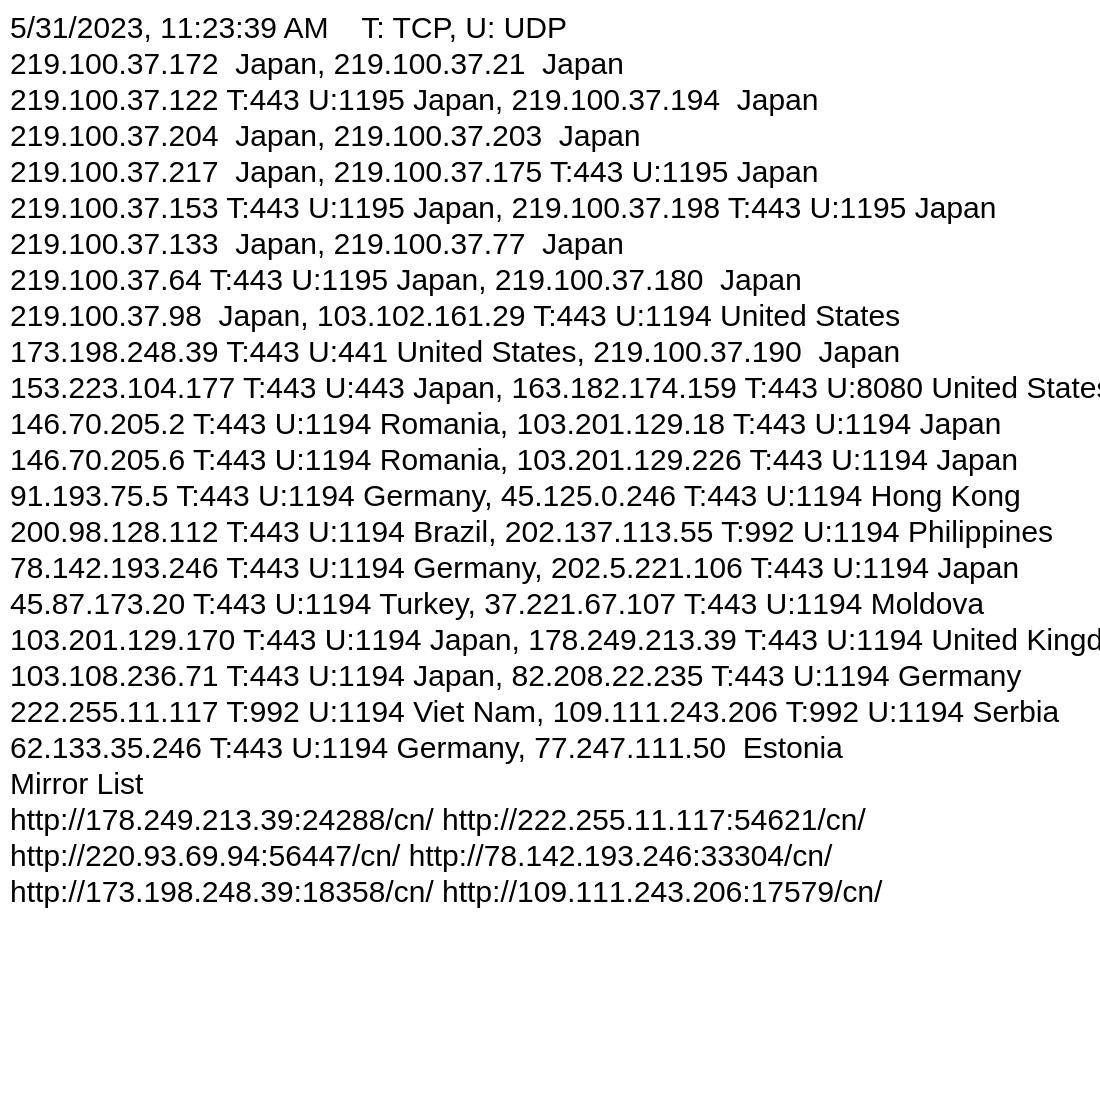 5/31/2023, 11:23:39 AM    T: TCP, U: UDP
219.100.37.172  Japan, 219.100.37.21  Japan
219.100.37.122 T:443 U:1195 Japan, 219.100.37.194  Japan
219.100.37.204  Japan, 219.100.37.203  Japan
219.100.37.217  Japan, 219.100.37.175 T:443 U:1195 Japan
219.100.37.153 T:443 U:1195 Japan, 219.100.37.198 T:443 U:1195 Japan
219.100.37.133  Japan, 219.100.37.77  Japan
219.100.37.64 T:443 U:1195 Japan, 219.100.37.180  Japan
219.100.37.98  Japan, 103.102.161.29 T:443 U:1194 United States
173.198.248.39 T:443 U:441 United States, 219.100.37.190  Japan
153.223.104.177 T:443 U:443 Japan, 163.182.174.159 T:443 U:8080 United States
146.70.205.2 T:443 U:1194 Romania, 103.201.129.18 T:443 U:1194 Japan
146.70.205.6 T:443 U:1194 Romania, 103.201.129.226 T:443 U:1194 Japan
91.193.75.5 T:443 U:1194 Germany, 45.125.0.246 T:443 U:1194 Hong Kong
200.98.128.112 T:443 U:1194 Brazil, 202.137.113.55 T:992 U:1194 Philippines
78.142.193.246 T:443 U:1194 Germany, 202.5.221.106 T:443 U:1194 Japan
45.87.173.20 T:443 U:1194 Turkey, 37.221.67.107 T:443 U:1194 Moldova
103.201.129.170 T:443 U:1194 Japan, 178.249.213.39 T:443 U:1194 United Kingd
103.108.236.71 T:443 U:1194 Japan, 82.208.22.235 T:443 U:1194 Germany
222.255.11.117 T:992 U:1194 Viet Nam, 109.111.243.206 T:992 U:1194 Serbia
62.133.35.246 T:443 U:1194 Germany, 77.247.111.50  Estonia
Mirror List
http://178.249.213.39:24288/cn/ http://222.255.11.117:54621/cn/
http://220.93.69.94:56447/cn/ http://78.142.193.246:33304/cn/
http://173.198.248.39:18358/cn/ http://109.111.243.206:17579/cn/